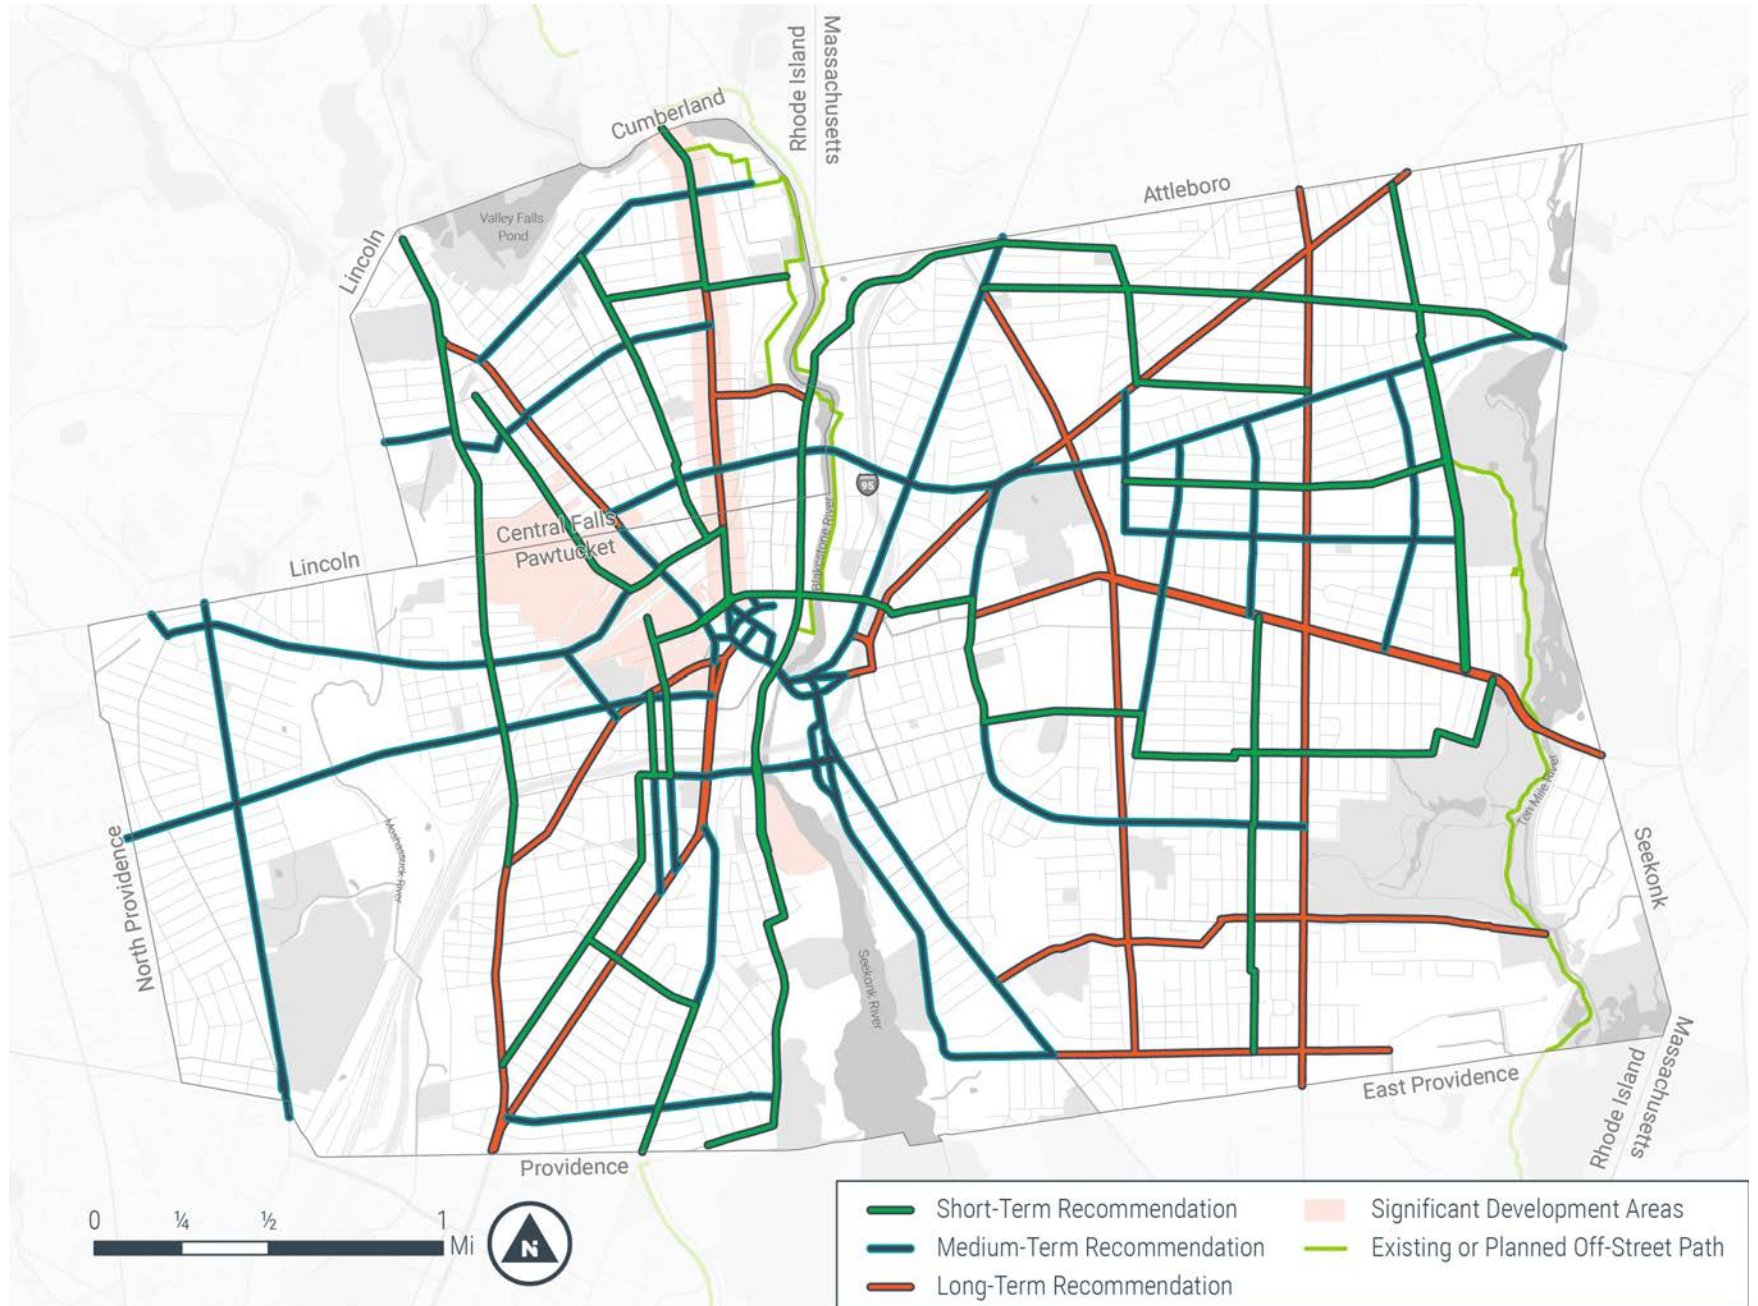 Massachusetts
Rhode Island
Cumberland
Attleboro
Valley Falls
Pond
Lincoln
95
Central Falls
Pawtucket
Blackstone River
Lincoln
Ten Mile River
Seekonk
North Providence
Moshassuck River
Seekonk River
Massachusetts
Rhode Island
East Providence
Providence
0 ¼ ½ 1
Mi
N
Short-Term Recommendation
Medium-Term Recommendation
Long-Term Recommendation
Significant Development Areas
Existing or Planned Off-Street Path